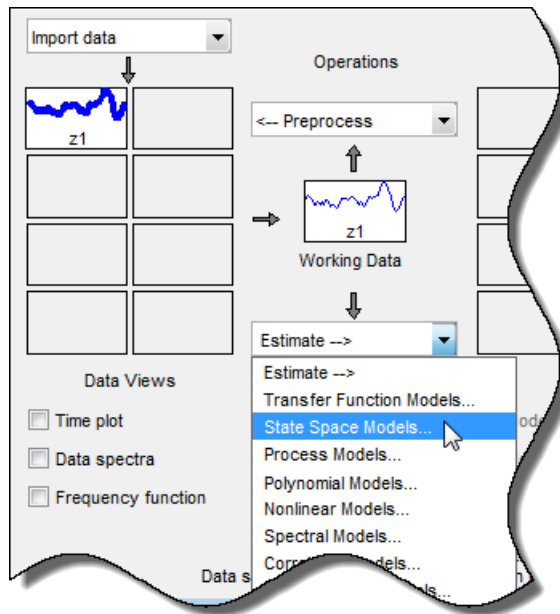 Import data
Operations
z1
<-- Preprocess
z1
Working Data
Estimate -->
Data Views
Estimate -->
Transfer Function Models...
Time plot
State Space Models...
Data spectra
Process Models...
Polynomial Models...
Frequency function
Nonlinear Models...
Spectral Models...
Data s